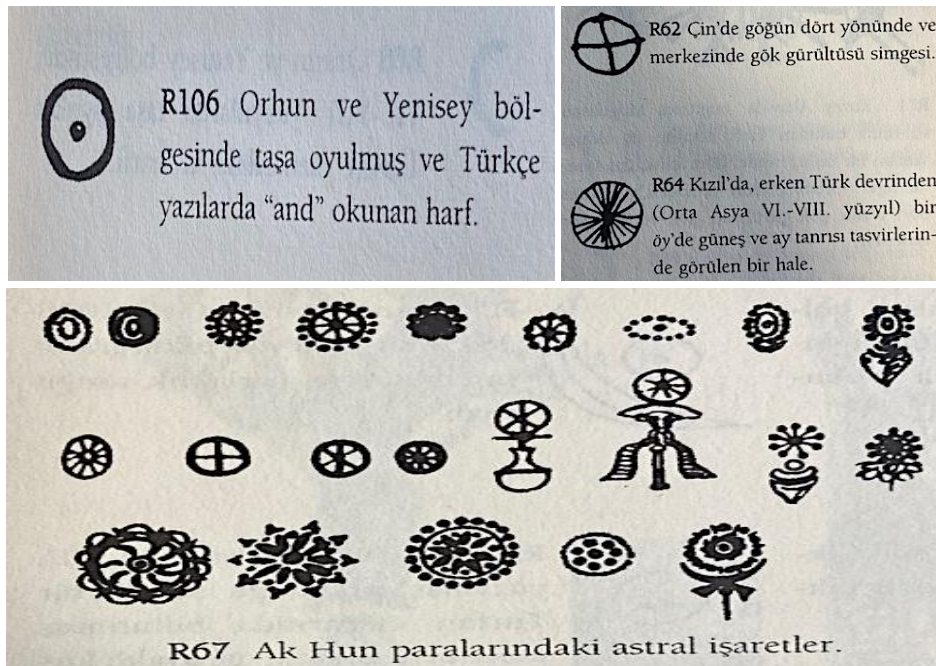 R106 Orhun ve Yenisey böl-
gesinde taşa oyulmuş ve Türkçe
yazılarda “and” okunan harf.
R62 Çin’de göğün dört yönünde ve
merkezinde gök gürültüsü simgesi.
R64 Kızıl’da, erken Türk devrinden
(Orta Asya VI.-VIII. yüzyıl) bir
öy’de güneş ve ay tanrısı tasvirlerin-
de görülen bir hale.
R67 Ak Hun paralarındaki astral işaretler.